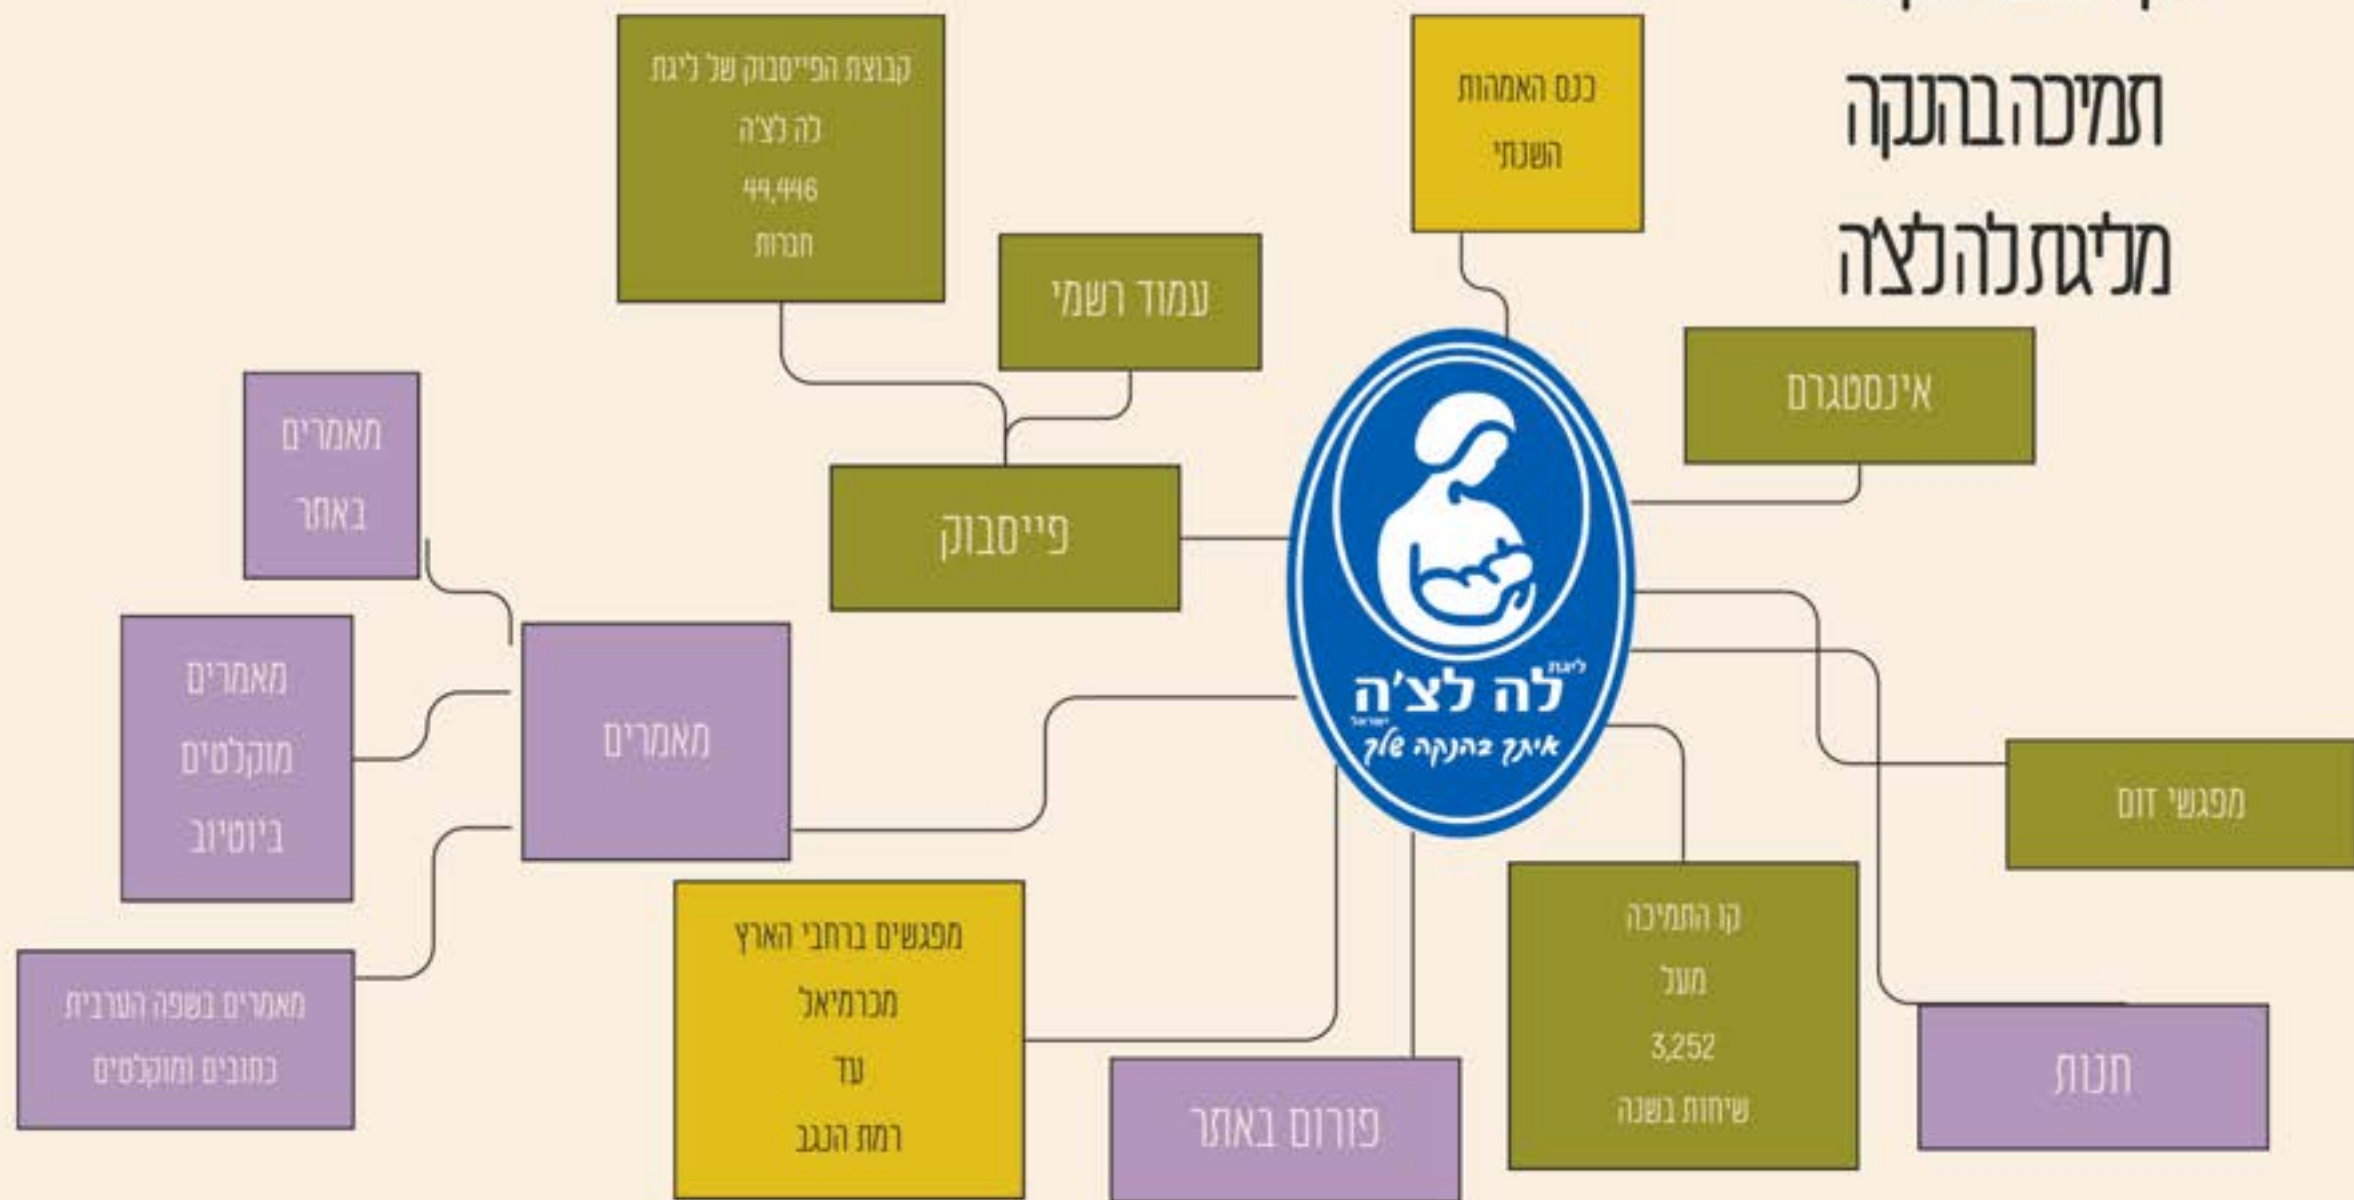 תמיכה בהנקה
מליגת לה לצ'ה
כנס האמהות
השנתי
קבוצת הפייסבוק של ליגת
לה לצ'ה
44,446
חברות
עמוד רשמי
אינסטגרם
פייסבוק
מאמרים
באתר
מאמרים
מוקלטים
ביוטיוב
מאמרים
מאמרים בשפה הערבית
כתובים ומוקלטים
ליגת
לה לצ'ה
ישראל
איתך בהנקה שלך
מפגשי זום
קו התמיכה
מעל
3,252
שיחות בשנה
חנות
מפגשים ברחבי הארץ
מכרמיאל
עד
רמת הנגב
פורום באתר